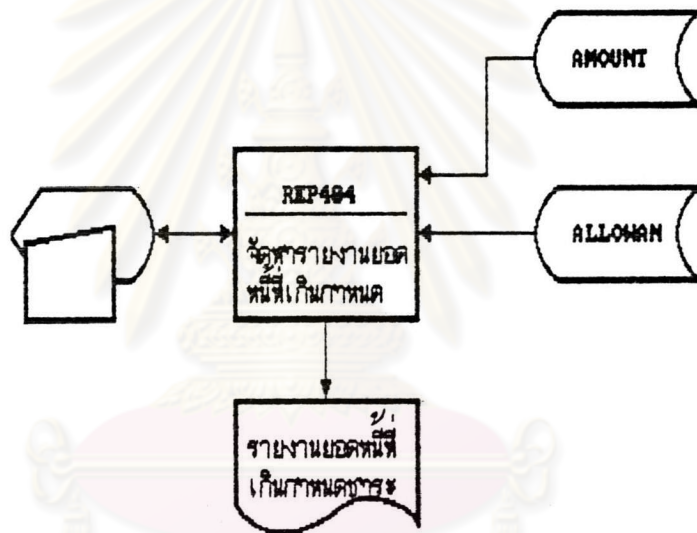 AMOUNT
REP404
ALLOWAN
จัดทำรายงานยอด
หนี้ที่เกินกำหนด
รายงานยอดหนี้ที่
เกินกำหนดชำระ